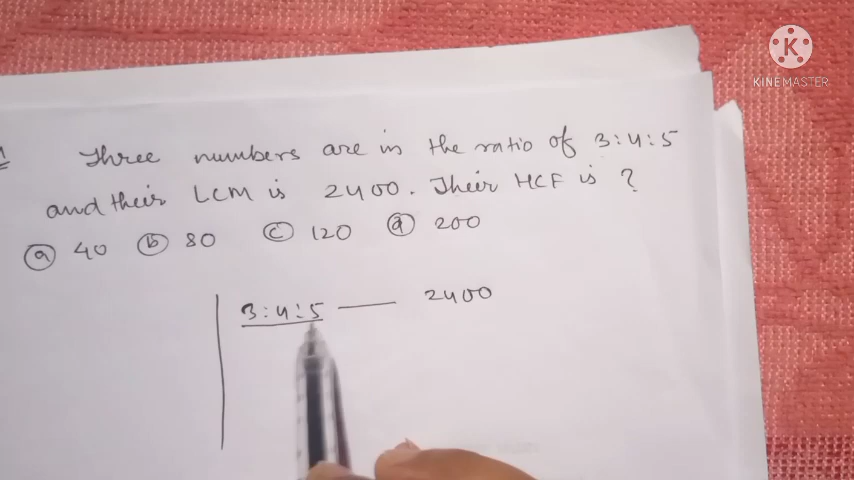 K
KINEMASTER
Three numbers are in the ratio of 3:4:5
and their LCM is 2400. Their HCF is ?
(a) 40 (b) 80 (c) 120 (d) 200
3:4:5 — 2400